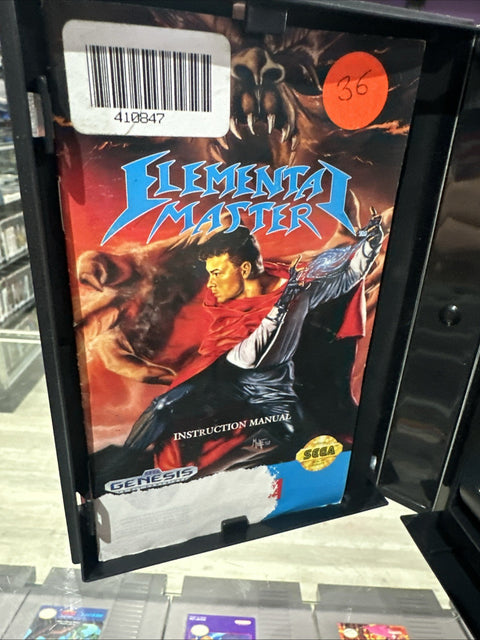 410847
36
ELEMENTAL
MASTER
INSTRUCTION MANUAL
SEGA
GENESIS